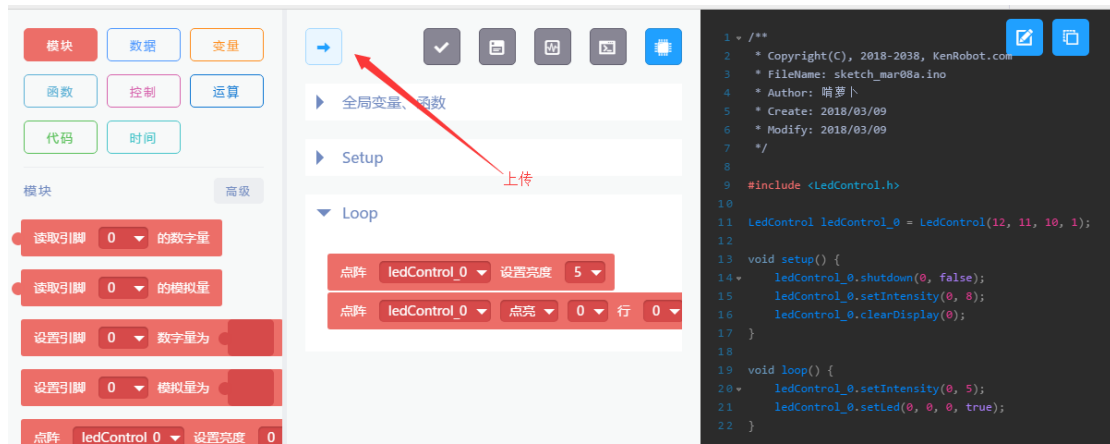 模块 数据 变量
函数 控制 运算
代码 时间
模块 高级
读取引脚 0 的数字量
读取引脚 0 的模拟量
设置引脚 0 数字量为
设置引脚 0 模拟量为
点阵 ledControl_0 设置亮度 0
全局变量、函数
Setup
上传
Loop
点阵 ledControl_0 设置亮度 5
点阵 ledControl_0 点亮 0 行 0
1 /**
2 * Copyright(C), 2018-2038, KenRobot.com
3 * FileName: sketch_mar08a.ino
4 * Author: 啃萝卜
5 * Create: 2018/03/09
6 * Modify: 2018/03/09
7 */
8
9 #include <LedControl.h>
10
11 LedControl ledControl_0 = LedControl(12, 11, 10, 1);
12
13 void setup() {
14 ledControl_0.shutdown(0, false);
15 ledControl_0.setIntensity(0, 8);
16 ledControl_0.clearDisplay(0);
17 }
18
19 void loop() {
20 ledControl_0.setIntensity(0, 5);
21 ledControl_0.setLed(0, 0, 0, true);
22 }